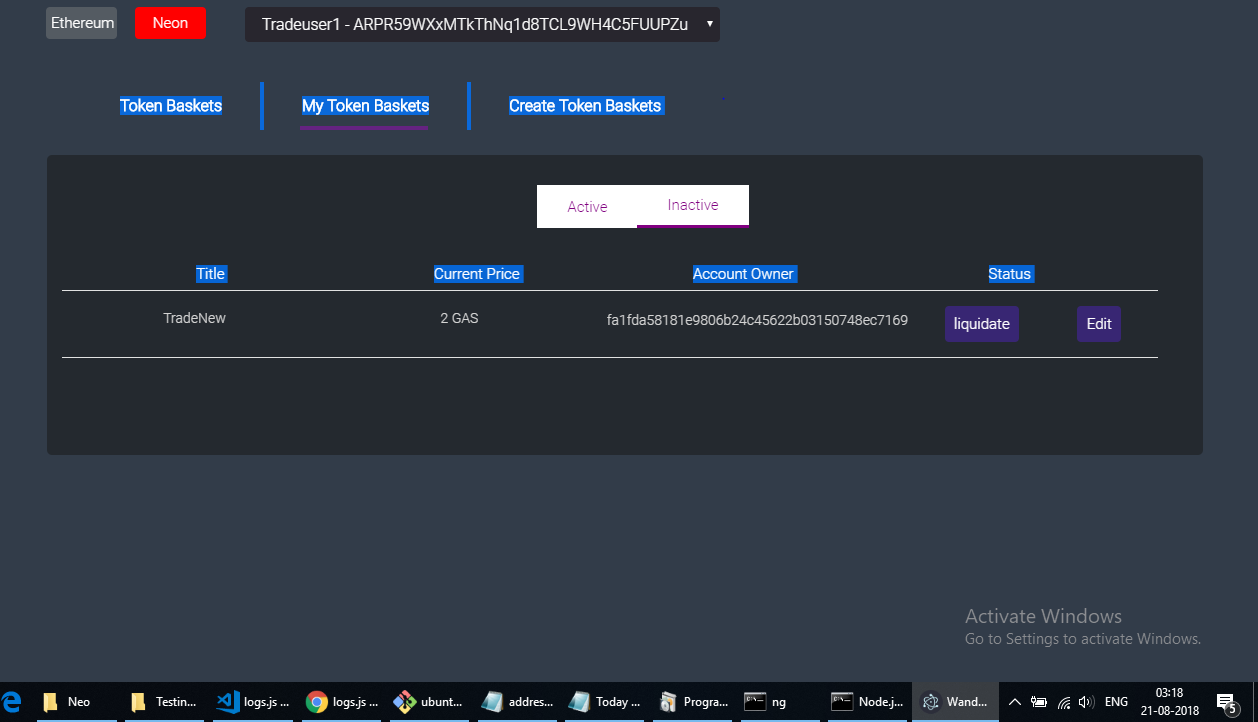 Ethereum Neon Tradeuser1 - ARPR59WXxMTkThNq1d8TCL9WH4C5FUUPZu
Token Baskets My Token Baskets Create Token Baskets
Active Inactive
Title Current Price Account Owner Status
TradeNew 2 GAS fa1fda58181e9806b24c45622b03150748ec7169 liquidate Edit
Activate Windows
Go to Settings to activate Windows.
Neo Testin... logs.js ... logs.js ... ubunt... addres... Today ... Progra... ng Node.j... Wand... ENG 03:18
21-08-2018 5